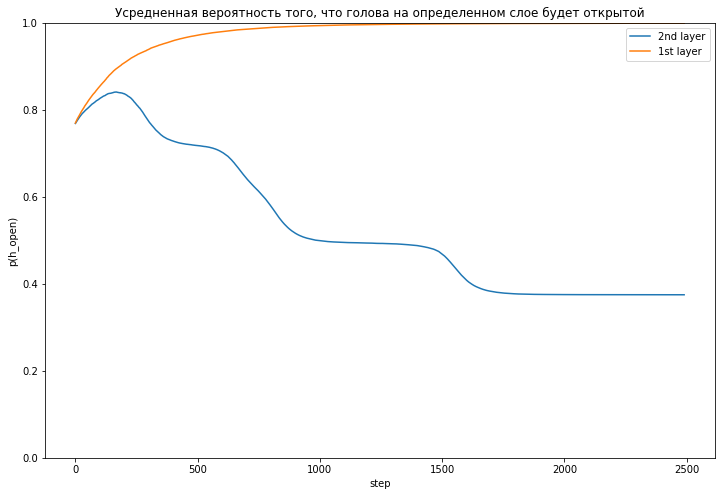 Усредненная вероятность того, что голова на определенном слое будет открытой
2nd layer
1st layer
p(h_open)
1.0
0.8
0.6
0.4
0.2
0.0
0
500
1000
1500
2000
2500
step